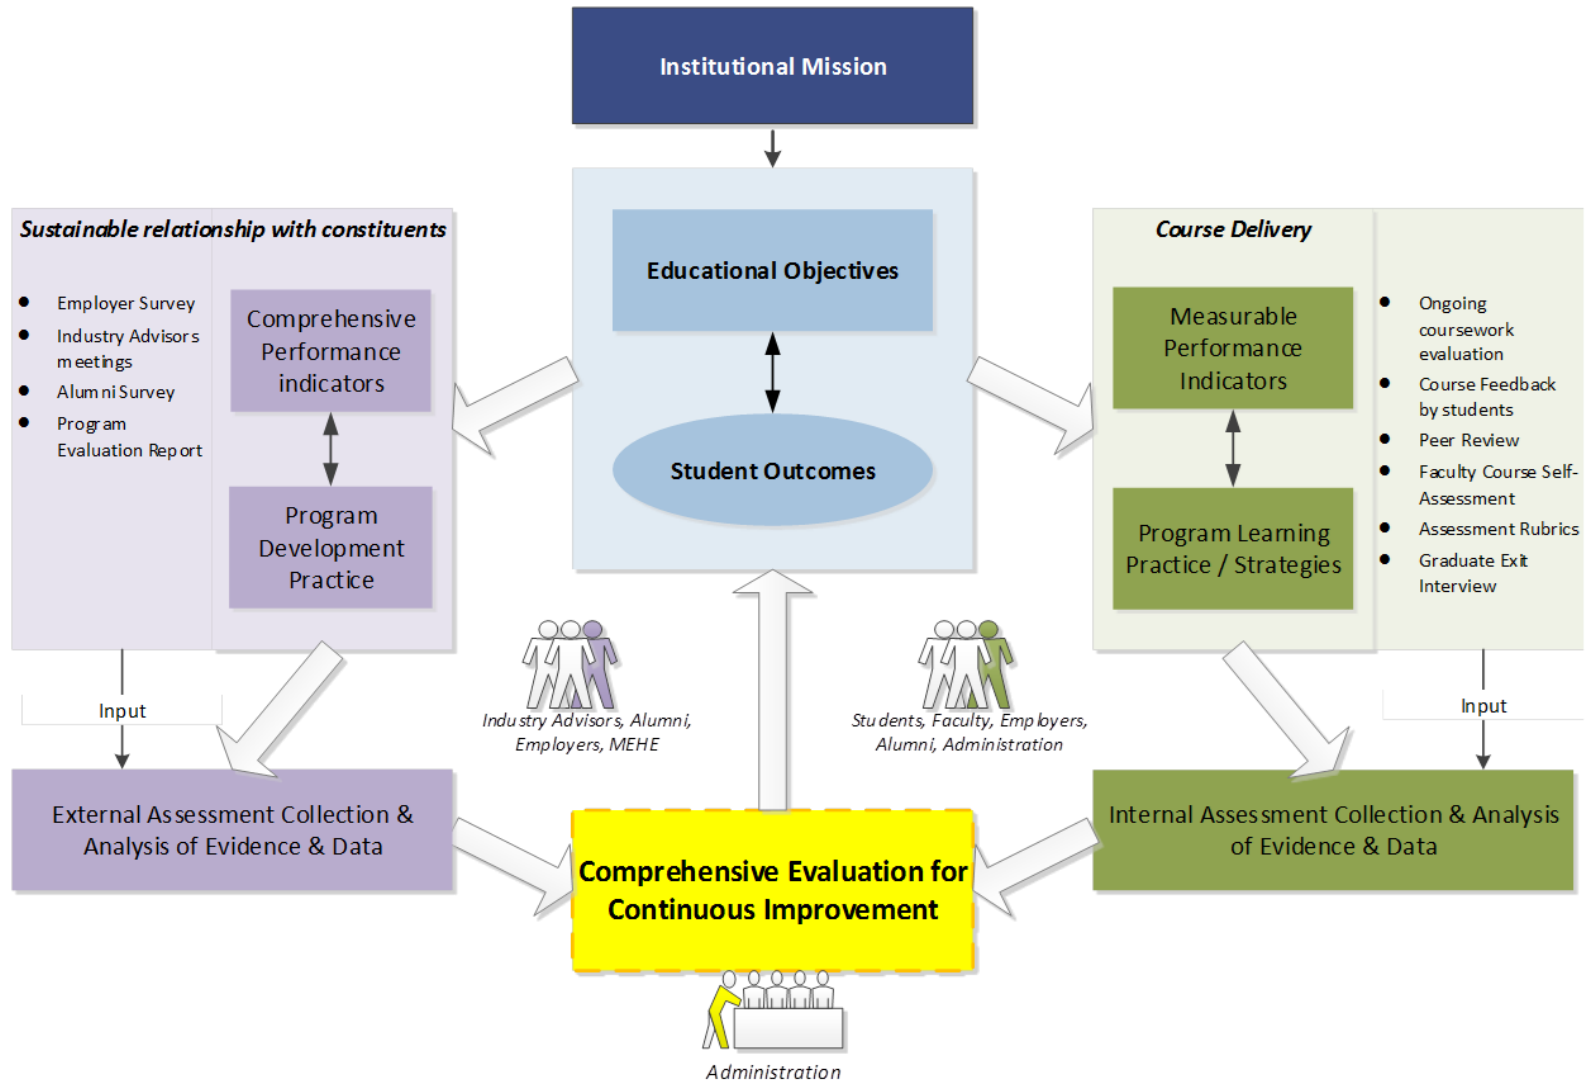 Institutional Mission
Sustainable relationship with constituents
● Employer Survey
● Industry Advisors
meetings
● Alumni Survey
● Program
Evaluation Report
Comprehensive
Performance
indicators
Program
Development
Practice
Educational Objectives
Student Outcomes
Course Delivery
Measurable
Performance
Indicators
Program Learning
Practice / Strategies
● Ongoing
coursework
evaluation
● Course Feedback
by students
● Peer Review
● Faculty Course Self-
Assessment
● Assessment Rubrics
● Graduate Exit
Interview
Input
Industry Advisors, Alumni,
Employers, MEHE
Students, Faculty, Employers,
Alumni, Administration
Input
External Assessment Collection &
Analysis of Evidence & Data
Comprehensive Evaluation for
Continuous Improvement
Internal Assessment Collection & Analysis
of Evidence & Data
Administration